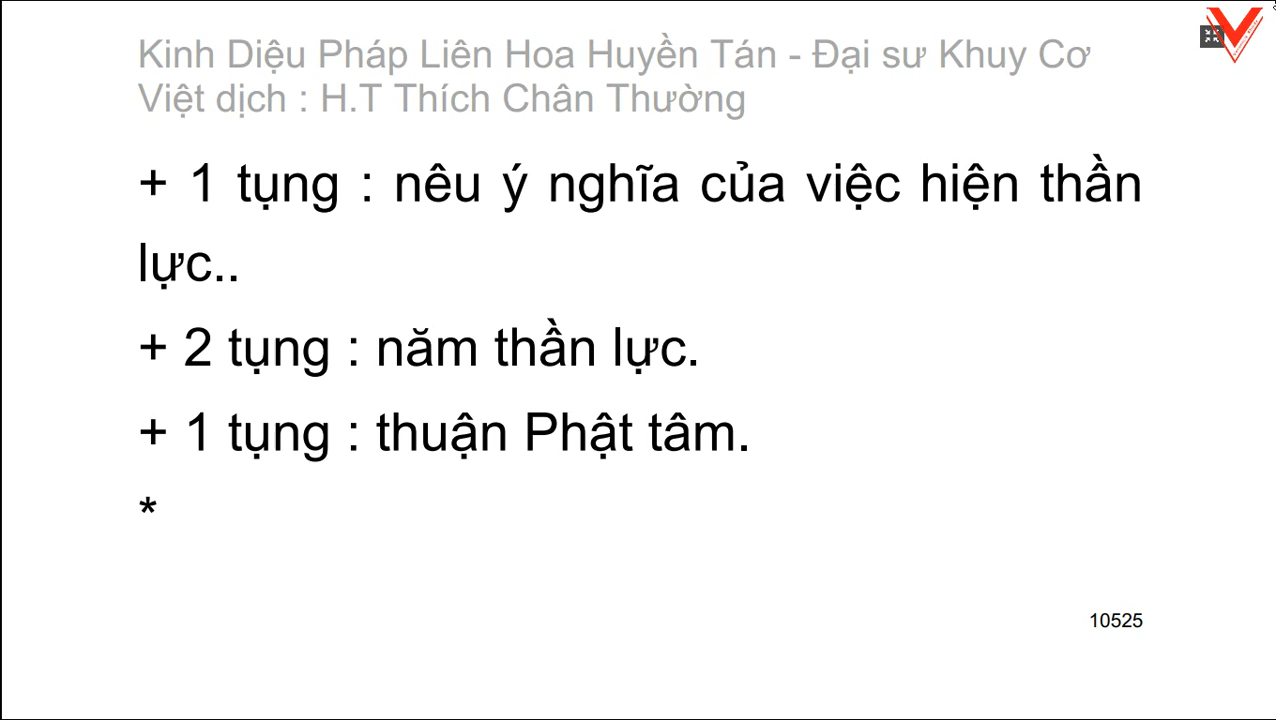 Kinh Diệu Pháp Liên Hoa Huyền Tán - Đại sư Khuy Cơ
Việt dịch : H.T Thích Chân Thường
+ 1 tụng : nêu ý nghĩa của việc hiện thần
lực..
+ 2 tụng : năm thần lực.
+ 1 tụng : thuận Phật tâm.
*
10525